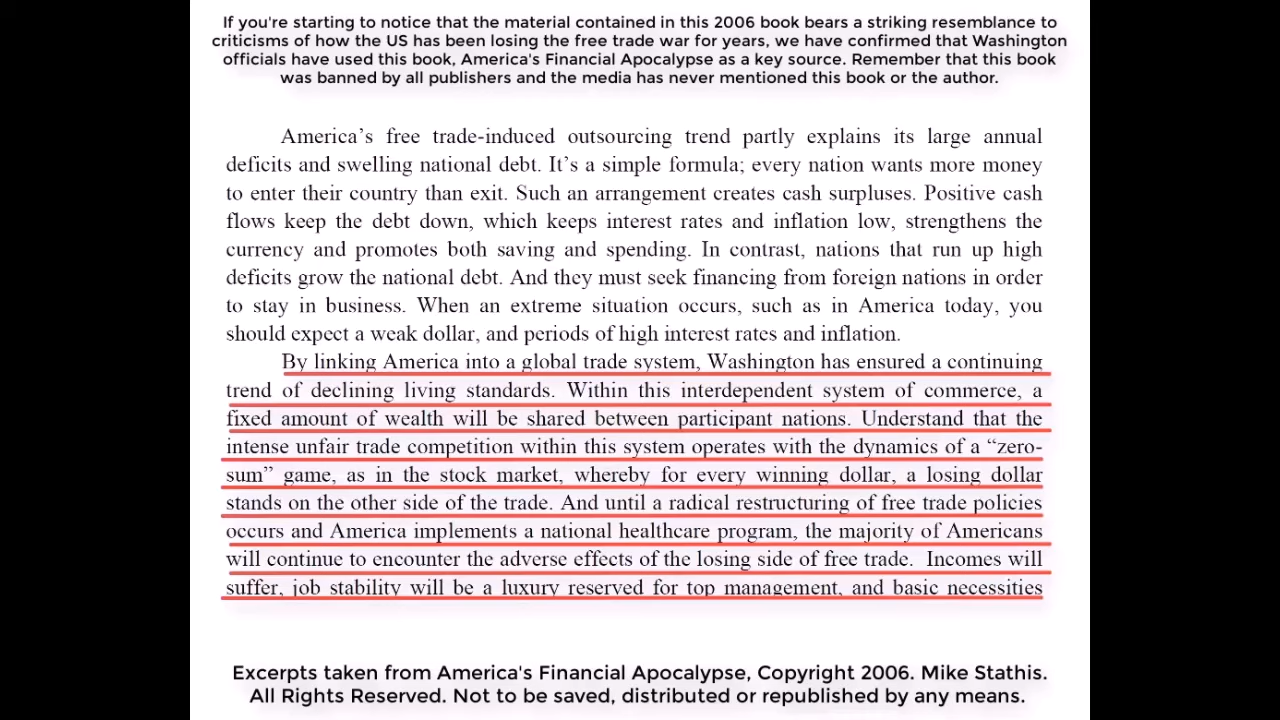 If you're starting to notice that the material contained in this 2006 book bears a striking resemblance to
criticisms of how the US has been losing the free trade war for years, we have confirmed that Washington
officials have used this book, America's Financial Apocalypse as a key source. Remember that this book
was banned by all publishers and the media has never mentioned this book or the author.
America's free trade-induced outsourcing trend partly explains its large annual
deficits and swelling national debt. It's a simple formula; every nation wants more money
to enter their country than exit. Such an arrangement creates cash surpluses. Positive cash
flows keep the debt down, which keeps interest rates and inflation low, strengthens the
currency and promotes both saving and spending. In contrast, nations that run up high
deficits grow the national debt. And they must seek financing from foreign nations in order
to stay in business. When an extreme situation occurs, such as in America today, you
should expect a weak dollar, and periods of high interest rates and inflation.
By linking America into a global trade system, Washington has ensured a continuing
trend of declining living standards. Within this interdependent system of commerce, a
fixed amount of wealth will be shared between participant nations. Understand that the
intense unfair trade competition within this system operates with the dynamics of a “zero-
sum” game, as in the stock market, whereby for every winning dollar, a losing dollar
stands on the other side of the trade. And until a radical restructuring of free trade policies
occurs and America implements a national healthcare program, the majority of Americans
will continue to encounter the adverse effects of the losing side of free trade. Incomes will
suffer, job stability will be a luxury reserved for top management, and basic necessities
Excerpts taken from America's Financial Apocalypse, Copyright 2006. Mike Stathis.
All Rights Reserved. Not to be saved, distributed or republished by any means.